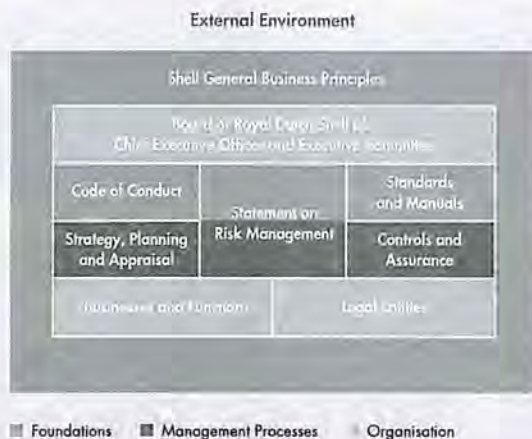 External Environment
Shell General Business Principles
Board of Royal Dutch Shell plc
Chief Executive Officer and Executive Committee
Code of Conduct
Statement on
Risk Management
Standards
and Manuals
Strategy, Planning
and Appraisal
Controls and
Assurance
Businesses and Functions
Legal Entities
Foundations
Management Processes
Organisation